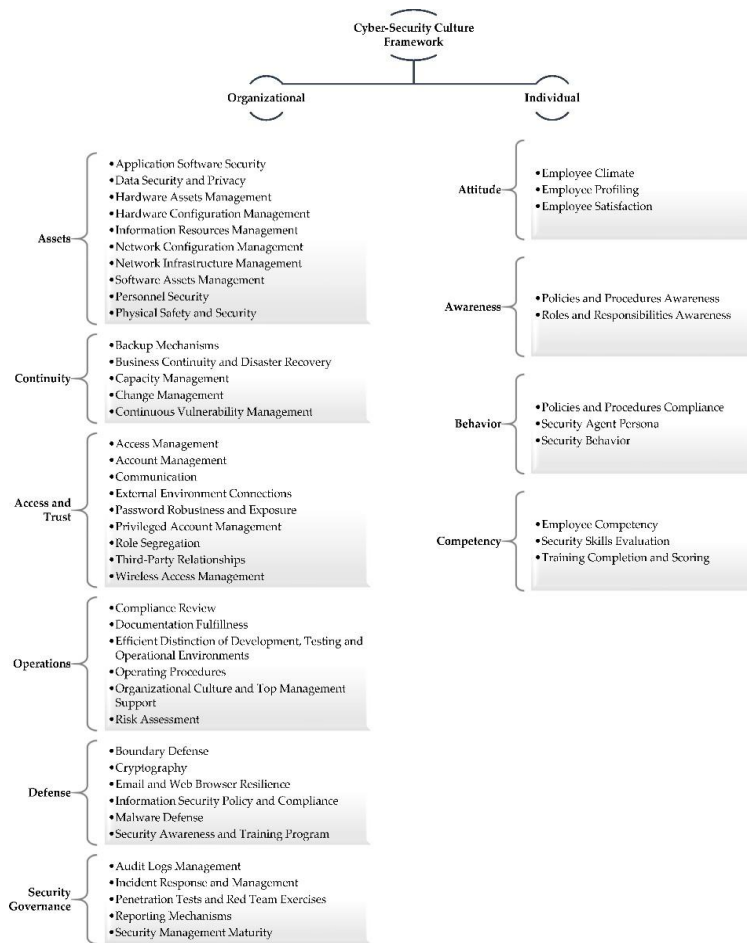 Cyber-Security Culture
Framework
Organizational
Individual
Assets
•Application Software Security
•Data Security and Privacy
•Hardware Assets Management
•Hardware Configuration Management
•Information Resources Management
•Network Configuration Management
•Network Infrastructure Management
•Software Assets Management
•Personnel Security
•Physical Safety and Security
Continuity
•Backup Mechanisms
•Business Continuity and Disaster Recovery
•Capacity Management
•Change Management
•Continuous Vulnerability Management
Access and
Trust
•Access Management
•Account Management
•Communication
•External Environment Connections
•Password Robustness and Exposure
•Privileged Account Management
•Role Segregation
•Third-Party Relationships
•Wireless Access Management
Operations
•Compliance Review
•Documentation Fulfillness
•Efficient Distinction of Development, Testing and
Operational Environments
•Operating Procedures
•Organizational Culture and Top Management
Support
•Risk Assessment
Defense
•Boundary Defense
•Cryptography
•Email and Web Browser Resilience
•Information Security Policy and Compliance
•Malware Defense
•Security Awareness and Training Program
Security
Governance
•Audit Logs Management
•Incident Response and Management
•Penetration Tests and Red Team Exercises
•Reporting Mechanisms
•Security Management Maturity
Attitude
•Employee Climate
•Employee Profiling
•Employee Satisfaction
Awareness
•Policies and Procedures Awareness
•Roles and Responsibilities Awareness
Behavior
•Policies and Procedures Compliance
•Security Agent Persona
•Security Behavior
Competency
•Employee Competency
•Security Skills Evaluation
•Training Completion and Scoring